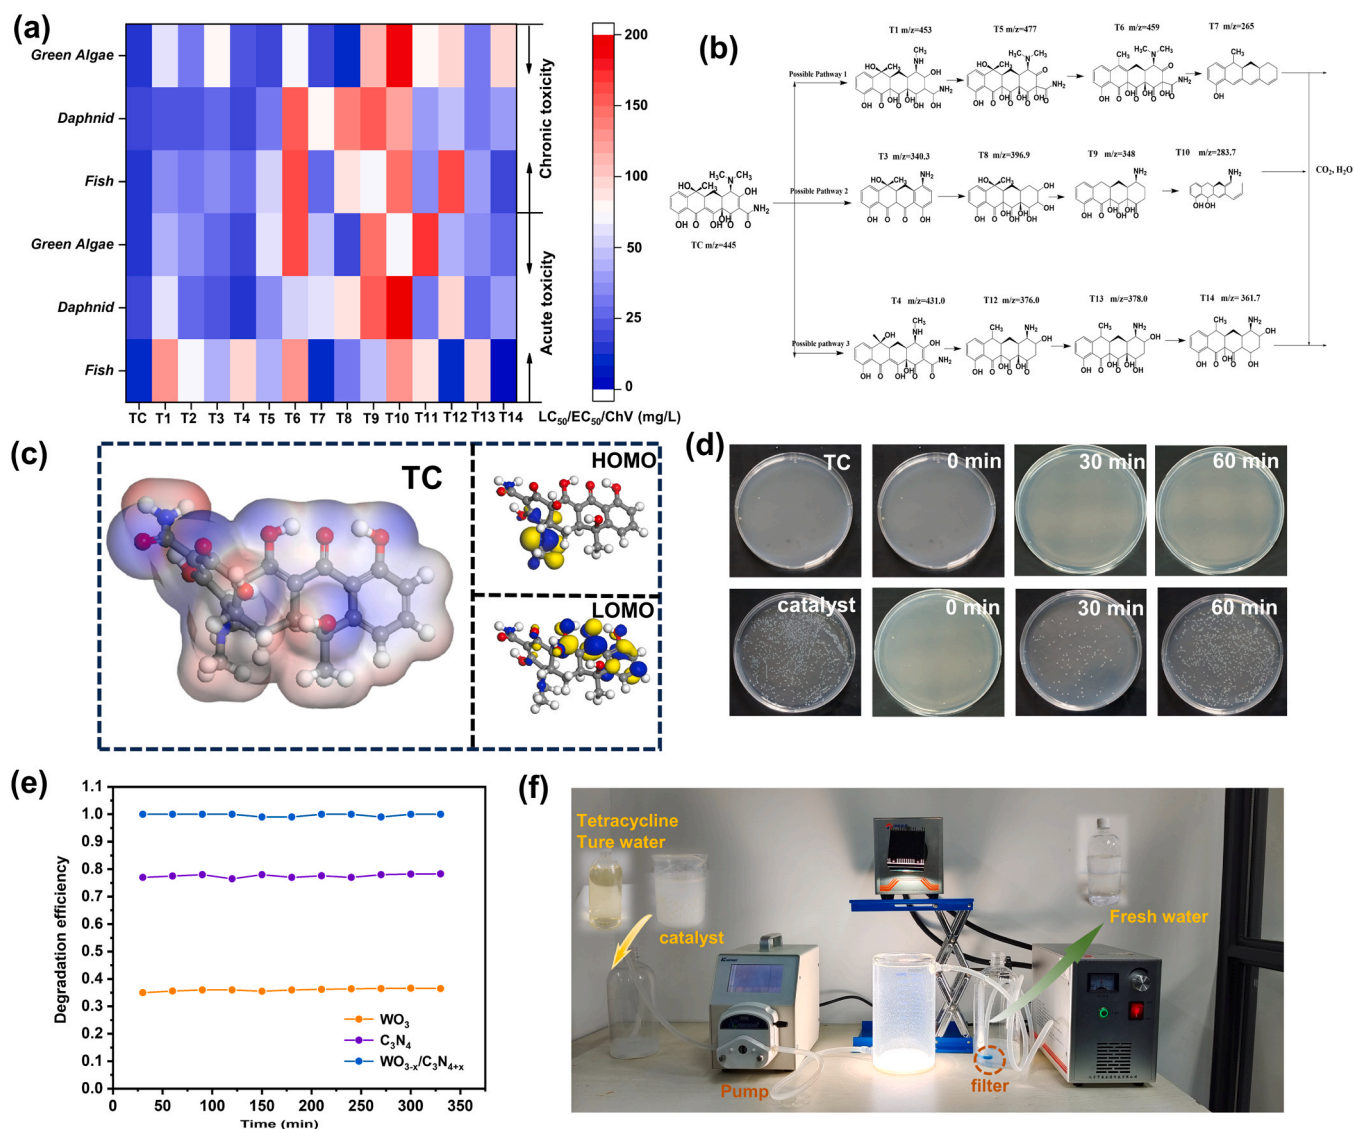 (a)
Green Algae
Daphnid
Fish
Green Algae
Daphnid
Fish
Chronic toxicity
Acute toxicity
200
150
100
50
25
0
TC T1 T2 T3 T4 T5 T6 T7 T8 T9 T10 T11 T12 T13 T14
LC50/EC50/ChV (mg/L)
(b)
T1 m/z=453
T5 m/z=477
T6 m/z=459
T7 m/z=265
Possible Pathway 1
T3 m/z=340.3
T8 m/z=396.9
T9 m/z=348
T10 m/z=283.7
Possible Pathway 2
CO2, H2O
TC m/z=445
T4 m/z=431.0
T12 m/z=376.0
T13 m/z=378.0
T14 m/z= 361.7
Possible pathway 3
(c)
TC
HOMO
LOMO
(d)
TC
0 min
30 min
60 min
catalyst
0 min
30 min
60 min
(e)
1.1
1.0
0.9
0.8
0.7
0.6
0.5
0.4
0.3
0.2
0.1
0.0
Degradation efficiency
WO3
C3N4
WO3-x/C3N4+x
0 50 100 150 200 250 300 350
Time (min)
(f)
Tetracycline
Ture water
catalyst
Fresh water
Pump
filter